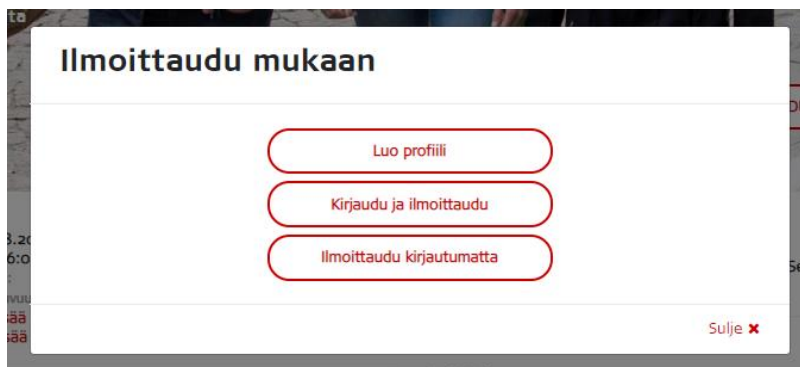 Ilmoittaudu mukaan
Luo profiili
Kirjaudu ja ilmoittaudu
Ilmoittaudu kirjautumatta
Sulje ✖